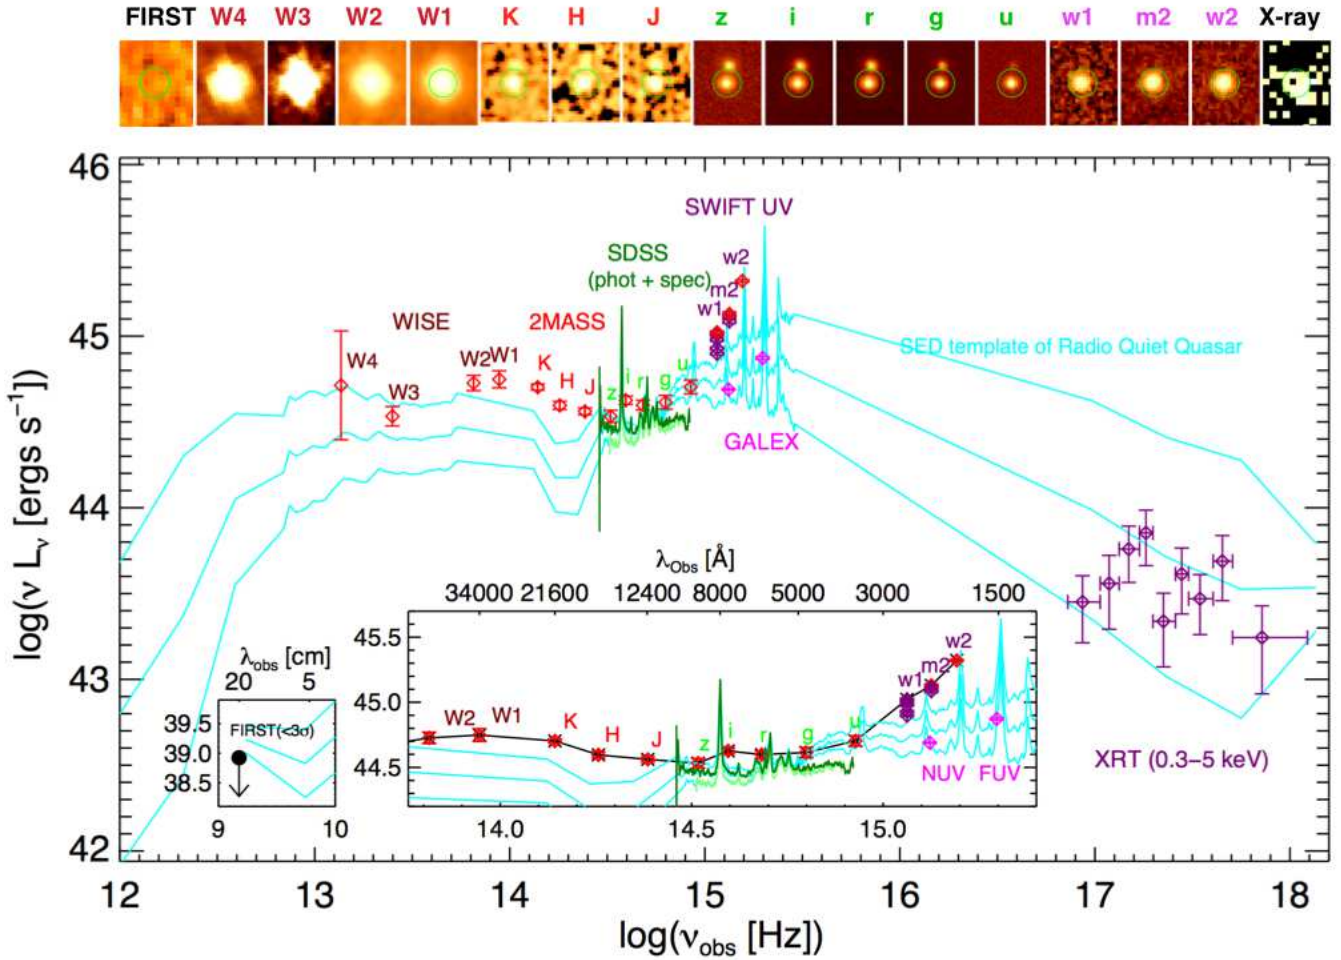 FIRST W4 W3 W2 W1 K H J z i r g u w1 m2 w2 X-ray
46
45
44
43
42
log(ν Lν [ergs s⁻¹])
SWIFT UV
w2
SDSS
(phot + spec)
m2
w1
WISE
2MASS
SED template of Radio Quiet Quasar
W4
W3
W2
W1
K
H
J
z
i
r
g
u
GALEX
λObs [Å]
34000 21600 12400 8000 5000 3000 1500
45.5
45.0
44.5
W2
W1
K
H
J
z
i
r
g
u
w1
m2
w2
NUV
FUV
14.0 14.5 15.0
λobs [cm]
20 5
39.5
39.0
38.5
FIRST(<3σ)
9 10
XRT (0.3–5 keV)
12 13 14 15 16 17 18
log(νobs [Hz])